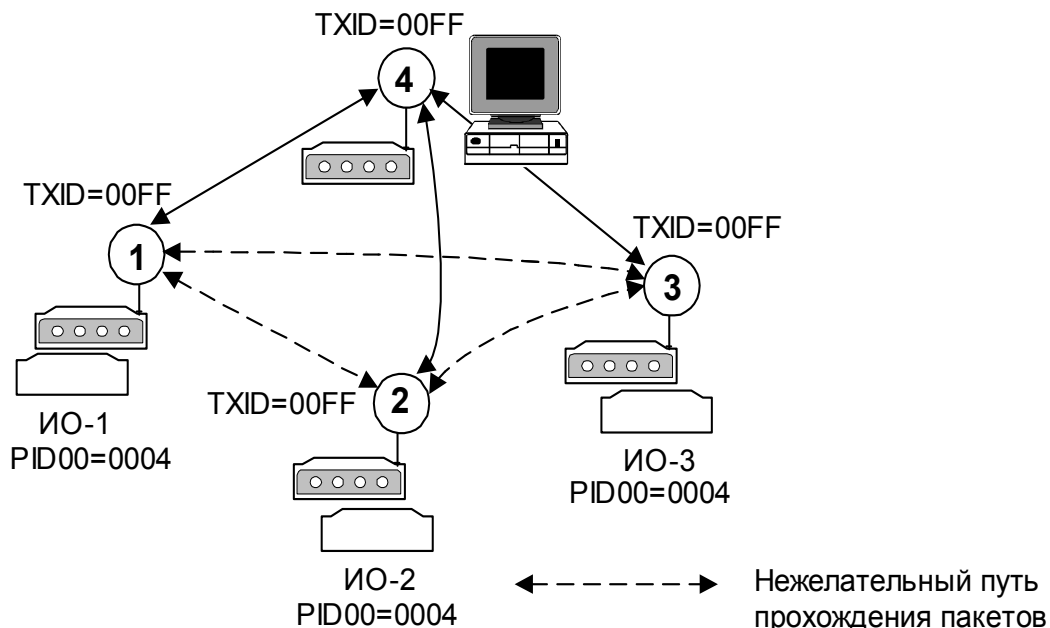 TXID=00FF
4
TXID=00FF
1
TXID=00FF
3
TXID=00FF
2
ИО-1
PID00=0004
ИО-3
PID00=0004
ИО-2
PID00=0004
Нежелательный путь
прохождения пакетов